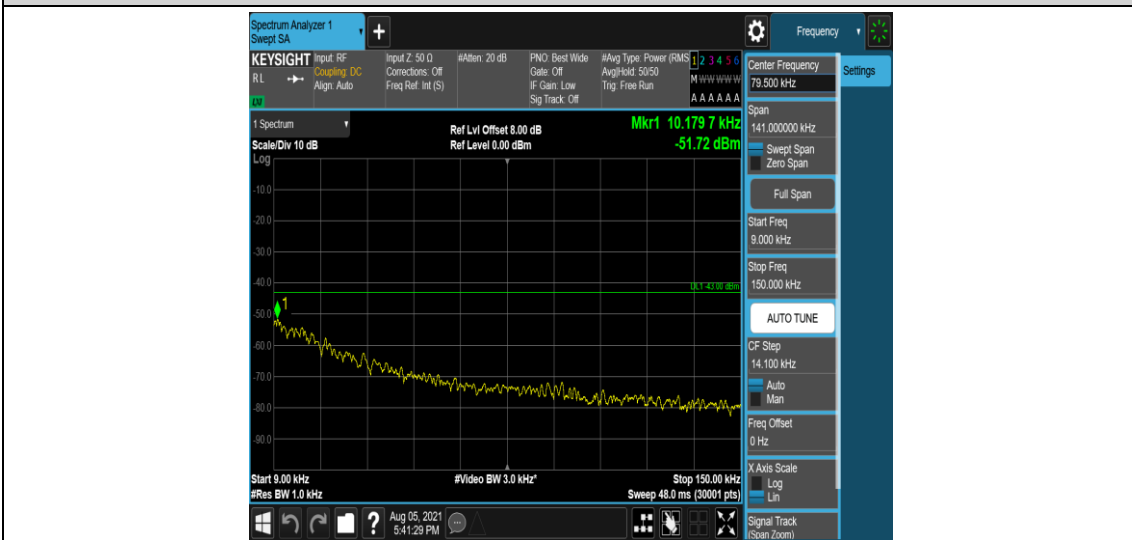 Spectrum Analyzer 1
Swept SA
+
Frequency
KEYSIGHT
R L
LXI
Input: RF
Coupling: DC
Align: Auto
Input Z: 50 Ω
Corrections: Off
Freq Ref: Int (S)
#Atten: 20 dB
PNO: Best Wide
Gate: Off
IF Gain: Low
Sig Track: Off
#Avg Type: Power (RMS
Avg|Hold: 50/50
Trig: Free Run
1 2 3 4 5 6
M W W W W W
A A A A A A
Center Frequency
79.500 kHz
Settings
1 Spectrum
Scale/Div 10 dB
Ref Lvl Offset 8.00 dB
Ref Level 0.00 dBm
Mkr1 10.179 7 kHz
-51.72 dBm
Log
-10.0
-20.0
-30.0
-40.0
-50.0
-60.0
-70.0
-80.0
-90.0
DL1 -43.00 dBm
1
Span
141.000000 kHz
Swept Span
Zero Span
Full Span
Start Freq
9.000 kHz
Stop Freq
150.000 kHz
AUTO TUNE
CF Step
14.100 kHz
Auto
Man
Freq Offset
0 Hz
X Axis Scale
Log
Lin
Signal Track
(Span Zoom)
Start 9.00 kHz
#Res BW 1.0 kHz
#Video BW 3.0 kHz*
Stop 150.00 kHz
Sweep 48.0 ms (30001 pts)
?
Aug 05, 2021
5:41:29 PM